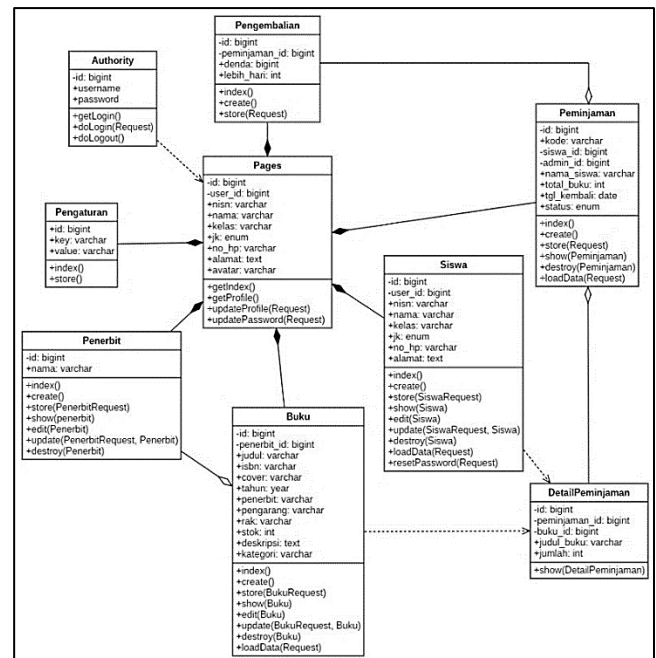 Pengembalian
-id: bigint
-peminjaman_id: bigint
+denda: bigint
+lebih_hari: int
+index()
+create()
+store(Request)
Authority
-id: bigint
+username
+password
+getLogin()
+doLogin(Request)
+doLogout()
Peminjaman
-id: bigint
+kode: varchar
-siswa_id: bigint
-admin_id: bigint
+nama_siswa: varchar
+total_buku: int
+tgl_kembali: date
+status: enum
+index()
+create()
+store(Request)
+show(Peminjaman)
+destroy(Peminjaman)
+loadData(Request)
Pages
-id: bigint
-user_id: bigint
+nisn: varchar
+nama: varchar
+kelas: varchar
+jk: enum
+no_hp: varchar
+alamat: text
+avatar: varchar
+getIndex()
+getProfile()
+updateProfile(Request)
+updatePassword(Request)
Pengaturan
+id: bigint
+key: varchar
+value: varchar
+index()
+store()
Siswa
-id: bigint
-user_id: bigint
+nisn: varchar
+nama: varchar
+kelas: varchar
+jk: enum
+no_hp: varchar
+alamat: text
+index()
+create()
+store(SiswaRequest)
+show(Siswa)
+edit(Siswa)
+update(SiswaRequest, Siswa)
+destroy(Siswa)
+loadData(Request)
+resetPassword(Request)
Penerbit
-id: bigint
+nama: varchar
+index()
+create()
+store(PenerbitRequest)
+show(penerbit)
+edit(Penerbit)
+update(PenerbitRequest, Penerbit)
+destroy(Penerbit)
Buku
-id: bigint
-penerbit_id: bigint
+judul: varchar
+isbn: varchar
+cover: varchar
+tahun: year
+penerbit: varchar
+pengarang: varchar
+rak: varchar
+stok: int
+deskripsi: text
+kategori: varchar
+index()
+create()
+store(BukuRequest)
+show(Buku)
+edit(Buku)
+update(BukuRequest, Buku)
+destroy(Buku)
+loadData(Request)
DetailPeminjaman
-id: bigint
-peminjaman_id: bigint
-buku_id: bigint
+judul_buku: varchar
+jumlah: int
+show(DetailPeminjaman)